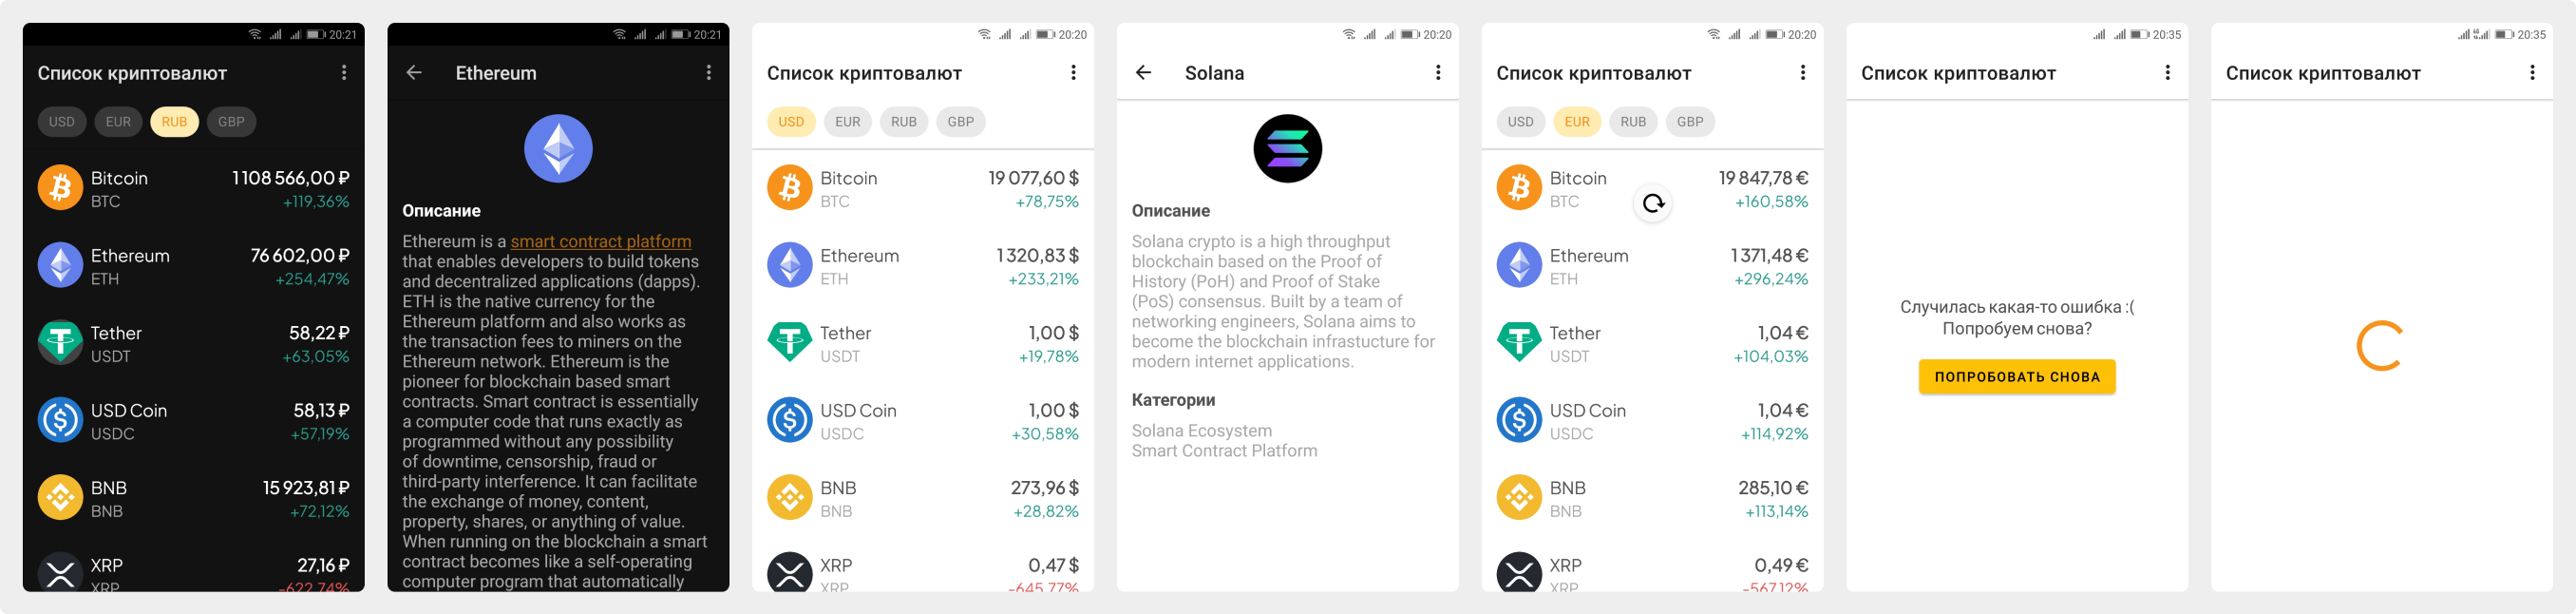 20:21
Список криптовалют
USD EUR RUB GBP
Bitcoin 1 108 566,00 ₽
BTC +119,36%
Ethereum 76 602,00 ₽
ETH +254,47%
Tether 58,22 ₽
USDT +63,05%
USD Coin 58,13 ₽
USDC +57,19%
BNB 15 923,81 ₽
BNB +72,12%
XRP 27,16 ₽
XRP -622,74%
20:21
Ethereum
Описание
Ethereum is a smart contract platform
that enables developers to build tokens
and decentralized applications (dapps).
ETH is the native currency for the
Ethereum platform and also works as
the transaction fees to miners on the
Ethereum network. Ethereum is the
pioneer for blockchain based smart
contracts. Smart contract is essentially
a computer code that runs exactly as
programmed without any possibility
of downtime, censorship, fraud or
third-party interference. It can facilitate
the exchange of money, content,
property, shares, or anything of value.
When running on the blockchain a smart
contract becomes like a self-operating
computer program that automatically
20:20
Список криптовалют
USD EUR RUB GBP
Bitcoin 19 077,60 $
BTC +78,75%
Ethereum 1 320,83 $
ETH +233,21%
Tether 1,00 $
USDT +19,78%
USD Coin 1,00 $
USDC +30,58%
BNB 273,96 $
BNB +28,82%
XRP 0,47 $
XRP -645,77%
20:20
Solana
Описание
Solana crypto is a high throughput
blockchain based on the Proof of
History (PoH) and Proof of Stake
(PoS) consensus. Built by a team of
networking engineers, Solana aims to
become the blockchain infrastucture for
modern internet applications.
Категории
Solana Ecosystem
Smart Contract Platform
20:20
Список криптовалют
USD EUR RUB GBP
Bitcoin 19 847,78 €
BTC +160,58%
Ethereum 1 371,48 €
ETH +296,24%
Tether 1,04 €
USDT +104,03%
USD Coin 1,04 €
USDC +114,92%
BNB 285,10 €
BNB +113,14%
XRP 0,49 €
XRP -567,12%
20:35
Список криптовалют
Случилась какая-то ошибка :(
Попробуем снова?
ПОПРОБОВАТЬ СНОВА
20:35
Список криптовалют